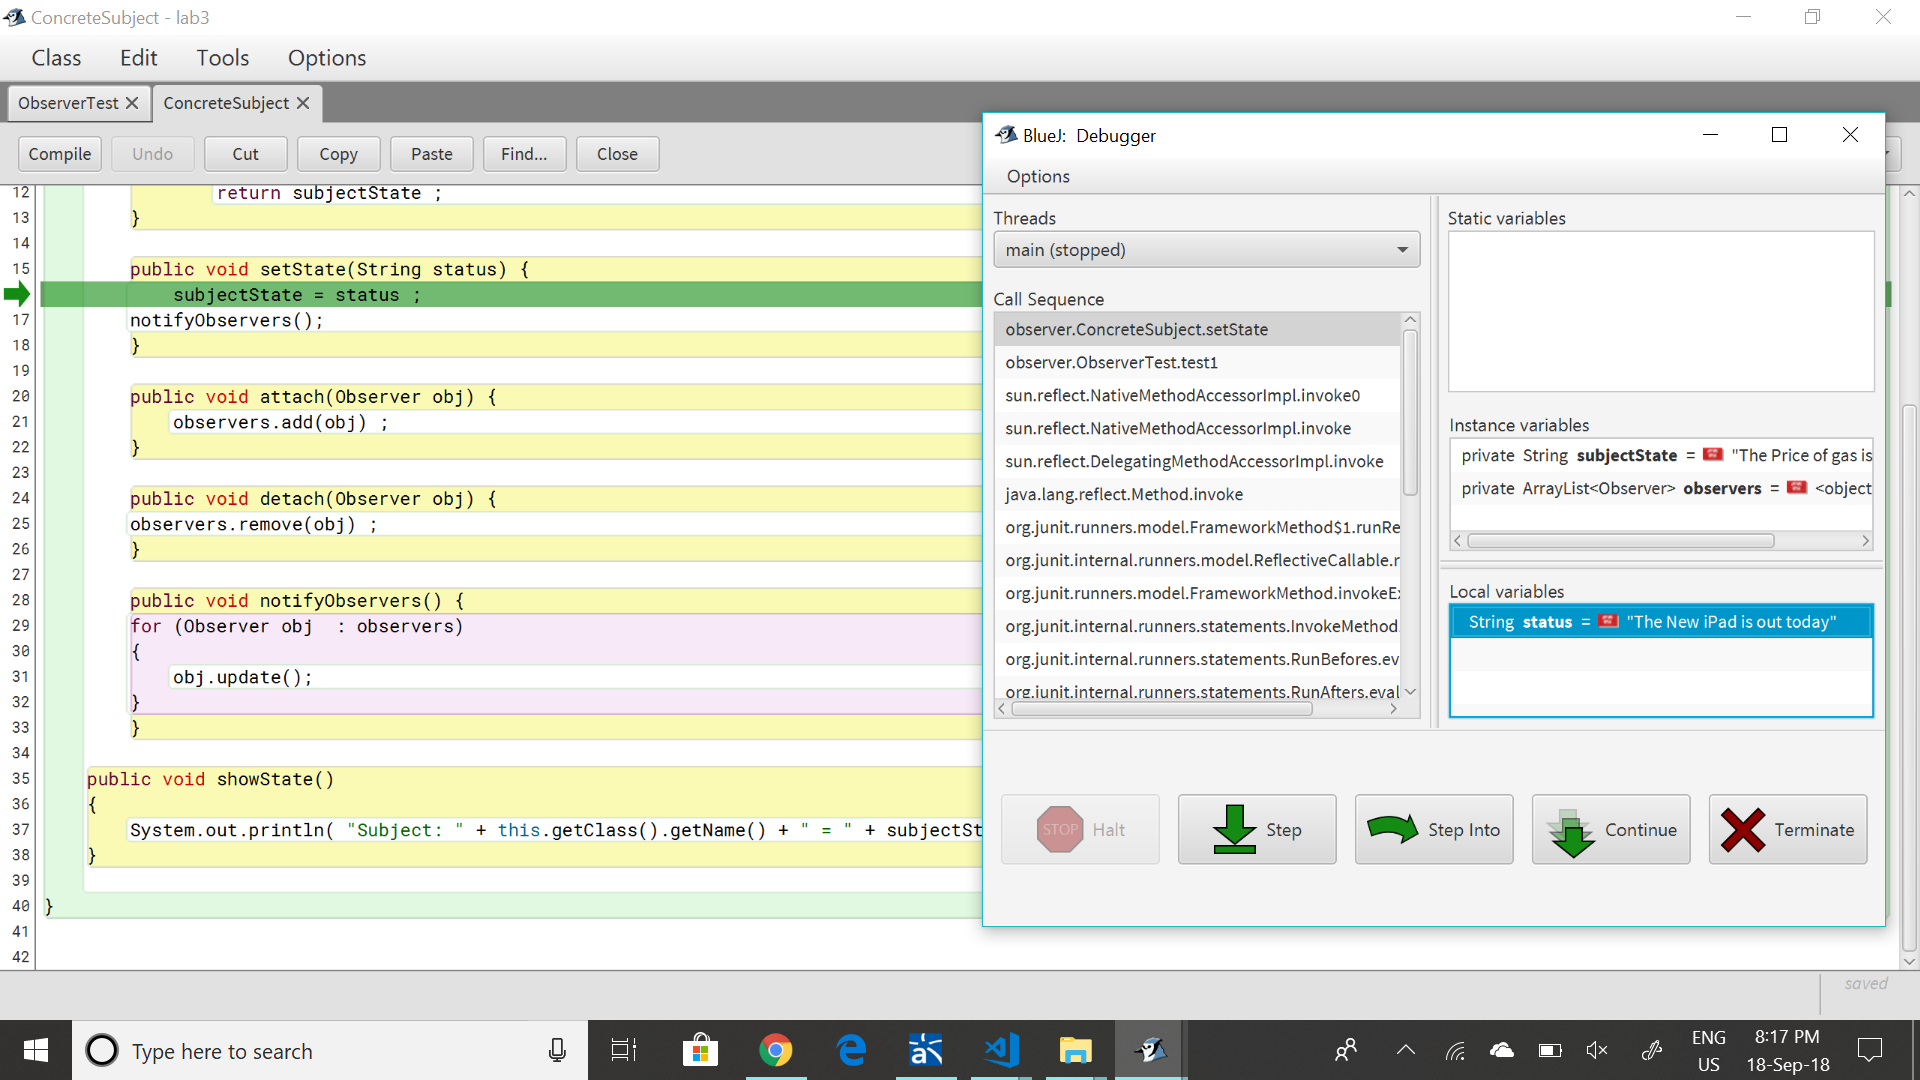 ConcreteSubject - lab3
Class Edit Tools Options
ObserverTest ConcreteSubject
Compile Undo Cut Copy Paste Find... Close
12 return subjectState ;
13 }
14
15 public void setState(String status) {
subjectState = status ;
17 notifyObservers();
18 }
19
20 public void attach(Observer obj) {
21 observers.add(obj) ;
22 }
23
24 public void detach(Observer obj) {
25 observers.remove(obj) ;
26 }
27
28 public void notifyObservers() {
29 for (Observer obj : observers)
30 {
31 obj.update();
32 }
33 }
34
35 public void showState()
36 {
37 System.out.println( "Subject: " + this.getClass().getName() + " = " + subjectSt
38 }
39
40 }
41
42
saved
BlueJ: Debugger
Options
Threads
main (stopped)
Call Sequence
observer.ConcreteSubject.setState
observer.ObserverTest.test1
sun.reflect.NativeMethodAccessorImpl.invoke0
sun.reflect.NativeMethodAccessorImpl.invoke
sun.reflect.DelegatingMethodAccessorImpl.invoke
java.lang.reflect.Method.invoke
org.junit.runners.model.FrameworkMethod$1.runRe
org.junit.internal.runners.model.ReflectiveCallable.r
org.junit.runners.model.FrameworkMethod.invokeEx
org.junit.internal.runners.statements.InvokeMethod.
org.junit.internal.runners.statements.RunBefores.ev
org.junit.internal.runners.statements.RunAfters.eval
Static variables
Instance variables
private String subjectState = "The Price of gas is
private ArrayList<Observer> observers = <object
Local variables
String status = "The New iPad is out today"
STOP Halt Step Step Into Continue Terminate
Type here to search
ENG
US
8:17 PM
18-Sep-18